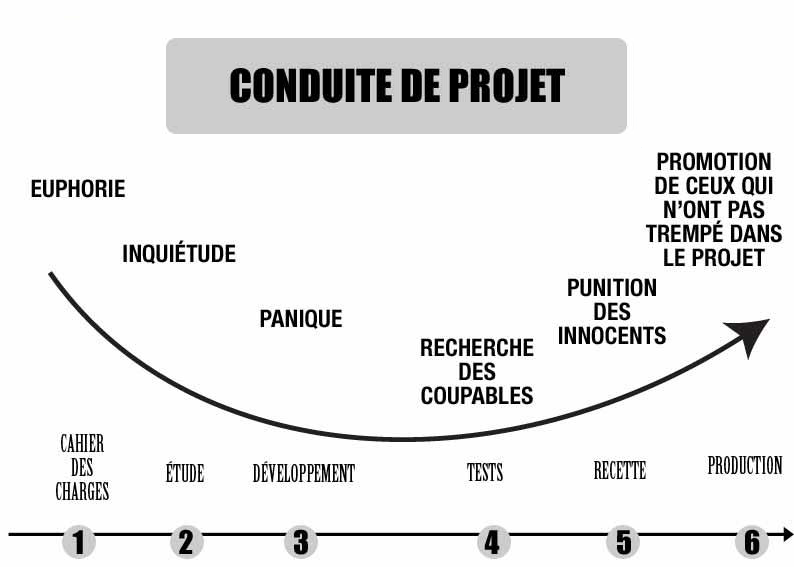 CONDUITE DE PROJET
EUPHORIE
INQUIÉTUDE
PANIQUE
RECHERCHE
DES
COUPABLES
PUNITION
DES
INNOCENTS
PROMOTION
DE CEUX QUI
N'ONT PAS
TREMPÉ DANS
LE PROJET
CAHIER
DES
CHARGES
ÉTUDE
DÉVELOPPEMENT
TESTS
RECETTE
PRODUCTION
1
2
3
4
5
6